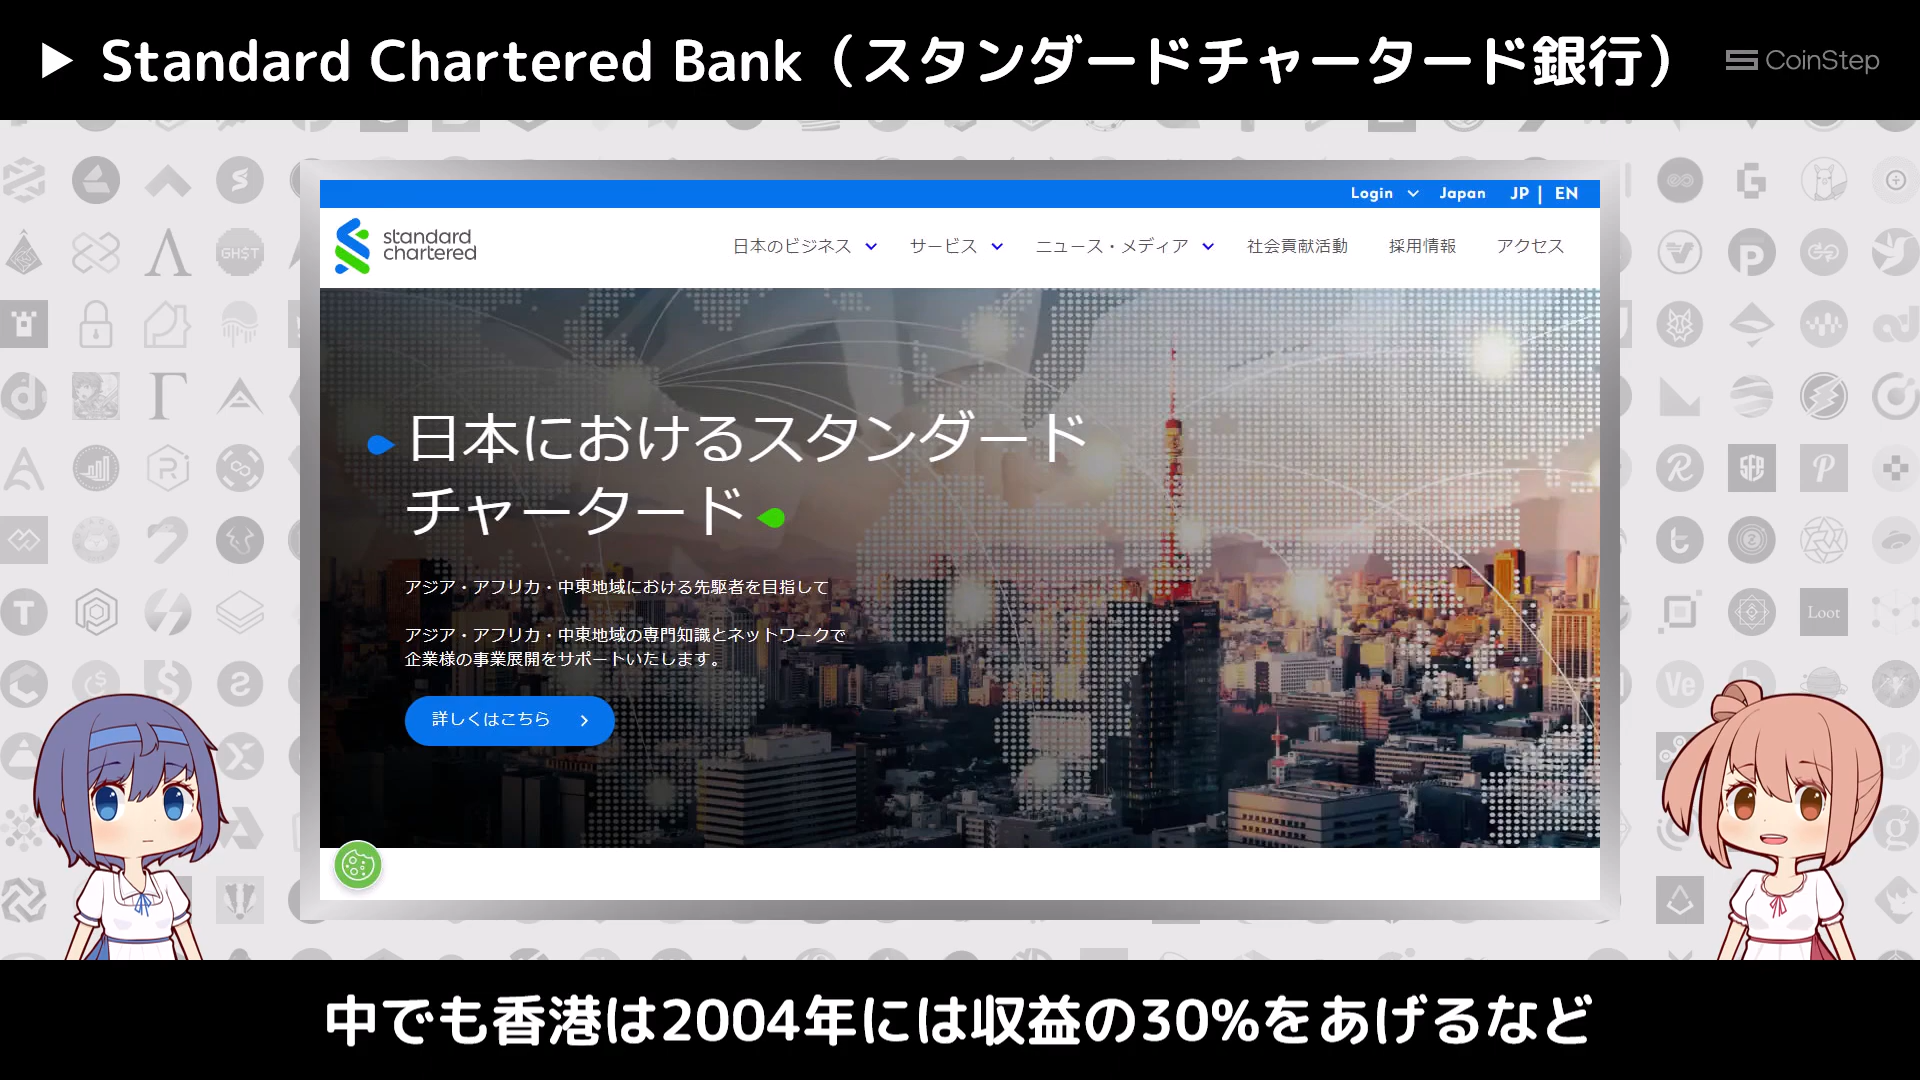 ▶ Standard Chartered Bank（スタンダードチャータード銀行）
CoinStep
Login Japan JP | EN
standard chartered
日本のビジネス サービス ニュース・メディア 社会貢献活動 採用情報 アクセス
日本におけるスタンダード
チャータード
アジア・アフリカ・中東地域における先駆者を目指して
アジア・アフリカ・中東地域の専門知識とネットワークで
企業様の事業展開をサポートいたします。
詳しくはこちら
GH$T
SFP
Loot
Ve
中でも香港は2004年には収益の30%をあげるなど